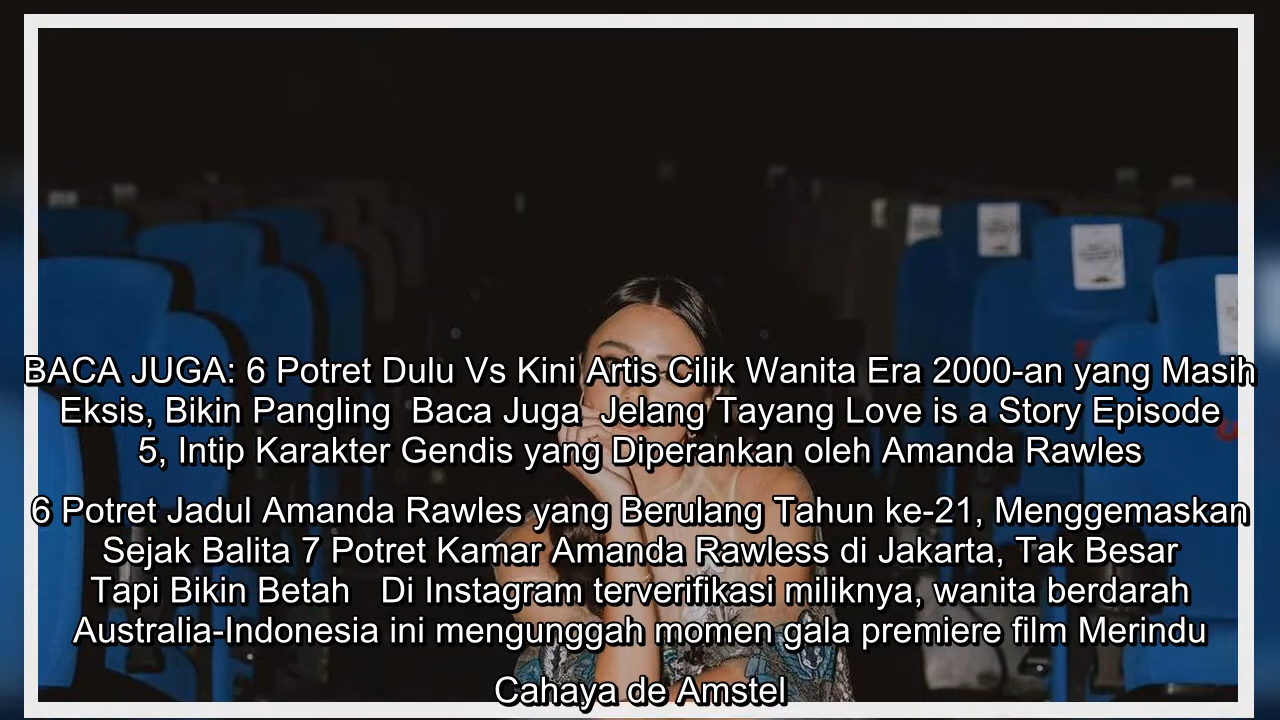 BACA JUGA: 6 Potret Dulu Vs Kini Artis Cilik Wanita Era 2000-an yang Masih
Eksis, Bikin Pangling  Baca Juga  Jelang Tayang Love is a Story Episode
5, Intip Karakter Gendis yang Diperankan oleh Amanda Rawles
6 Potret Jadul Amanda Rawles yang Berulang Tahun ke-21, Menggemaskan
Sejak Balita 7 Potret Kamar Amanda Rawless di Jakarta, Tak Besar
Tapi Bikin Betah   Di Instagram terverifikasi miliknya, wanita berdarah
Australia-Indonesia ini mengunggah momen gala premiere film Merindu
Cahaya de Amstel